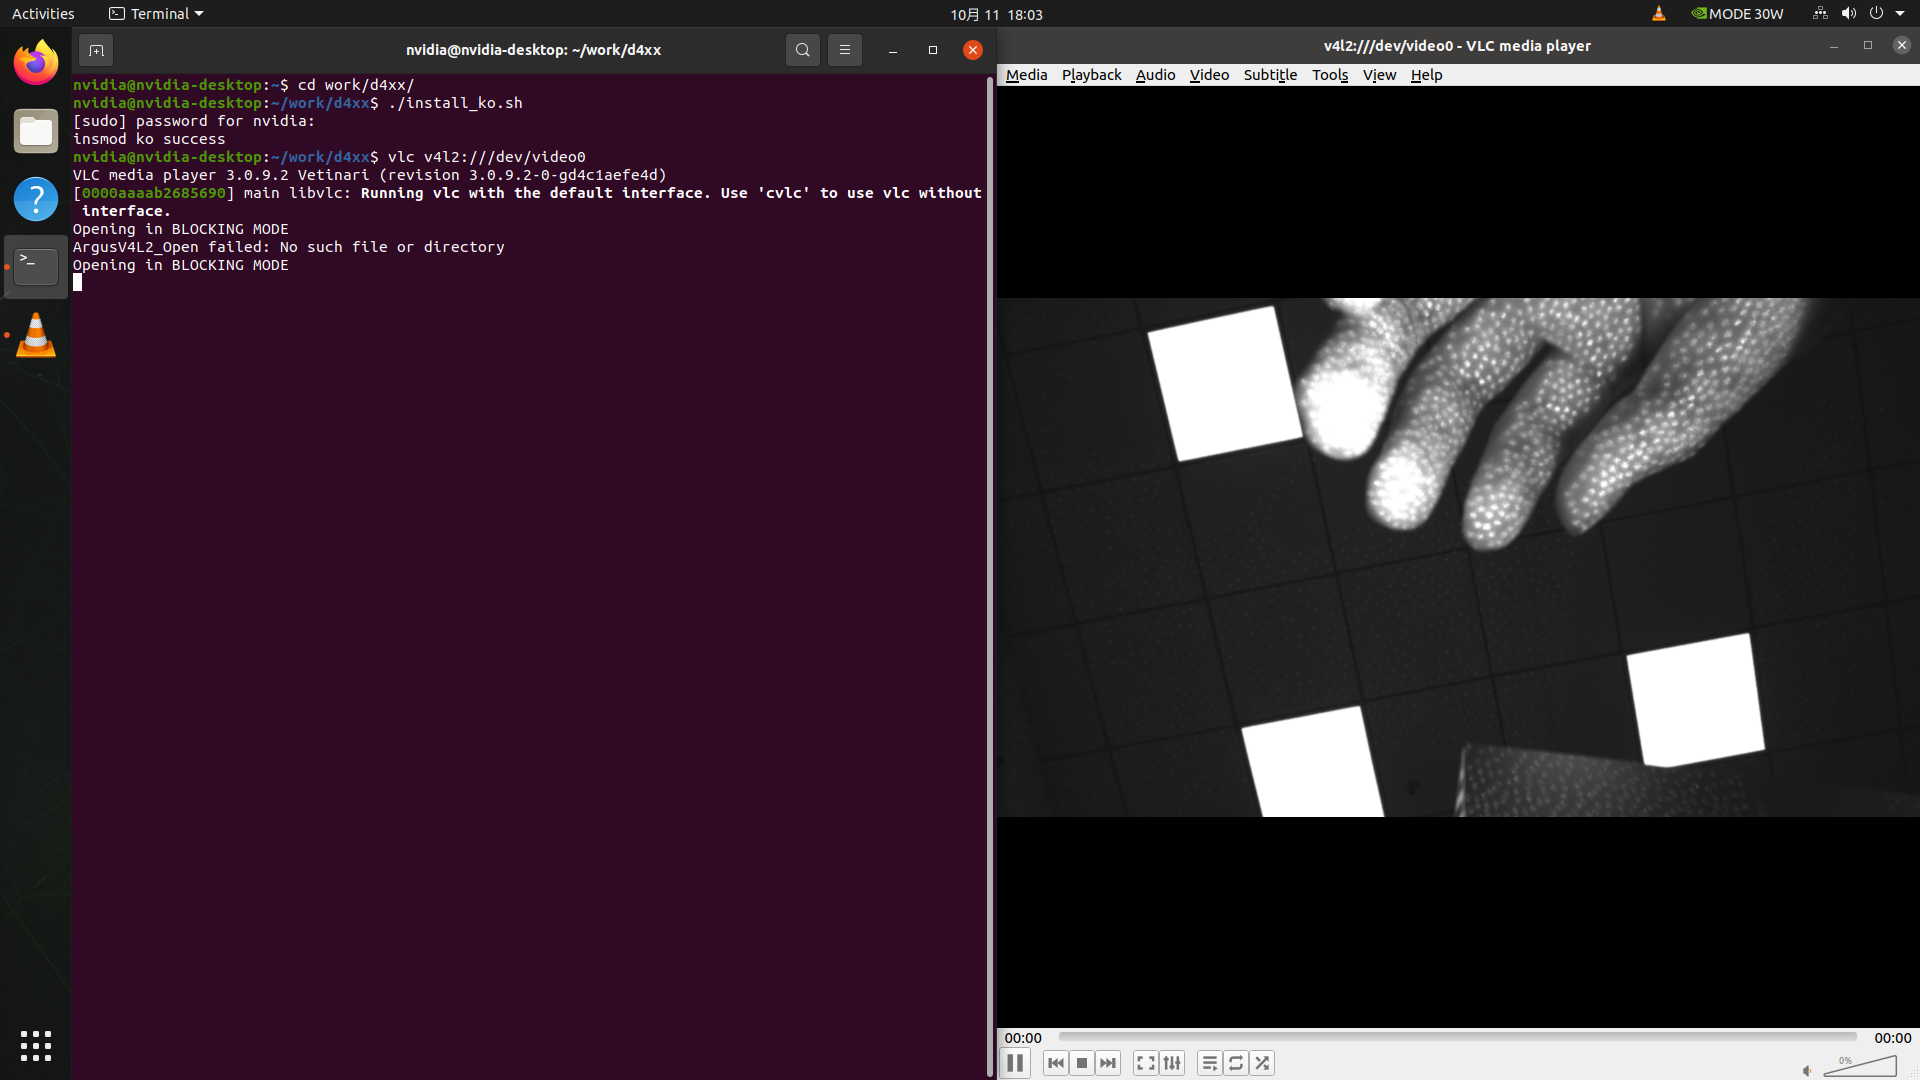 Activities
Terminal
10月 11 18:03
MODE 30W
nvidia@nvidia-desktop: ~/work/d4xx
nvidia@nvidia-desktop:~$ cd work/d4xx/
nvidia@nvidia-desktop:~/work/d4xx$ ./install_ko.sh
[sudo] password for nvidia:
insmod ko success
nvidia@nvidia-desktop:~/work/d4xx$ vlc v4l2:///dev/video0
VLC media player 3.0.9.2 Vetinari (revision 3.0.9.2-0-gd4c1aefe4d)
[0000aaaab2685690] main libvlc: Running vlc with the default interface. Use 'cvlc' to use vlc without
 interface.
Opening in BLOCKING MODE
ArgusV4L2_Open failed: No such file or directory
Opening in BLOCKING MODE
v4l2:///dev/video0 - VLC media player
Media Playback Audio Video Subtitle Tools View Help
00:00
00:00
0%